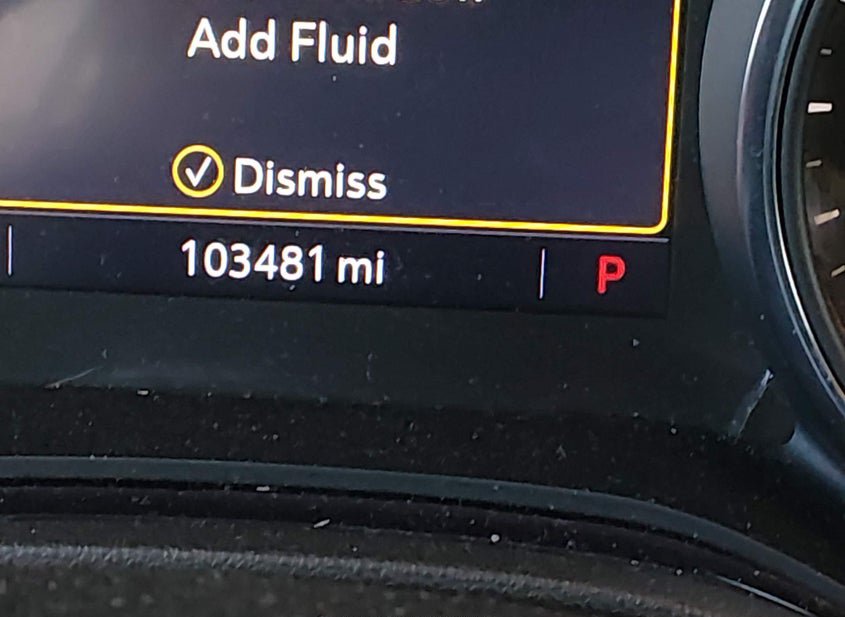 Add Fluid
Dismiss
103481 mi
P